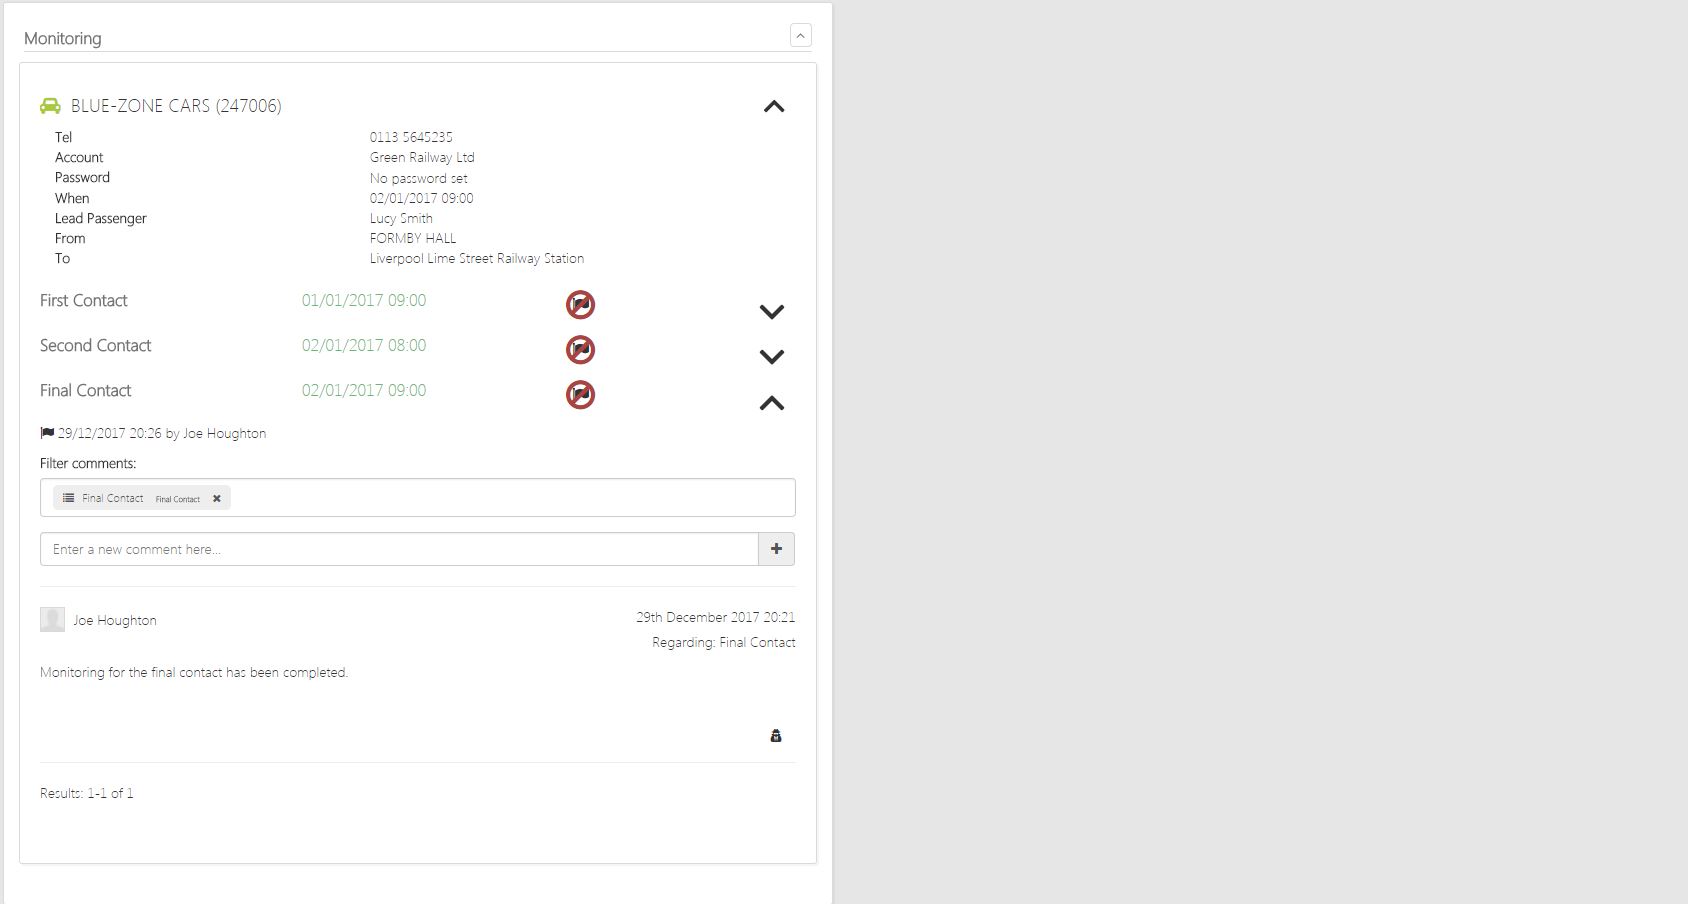 Monitoring
BLUE-ZONE CARS (247006)
Tel 0113 5645235
Account Green Railway Ltd
Password No password set
When 02/01/2017 09:00
Lead Passenger Lucy Smith
From FORMBY HALL
To Liverpool Lime Street Railway Station
First Contact 01/01/2017 09:00
Second Contact 02/01/2017 08:00
Final Contact 02/01/2017 09:00
29/12/2017 20:26 by Joe Houghton
Filter comments:
Final Contact Final Contact
Enter a new comment here...
Joe Houghton 29th December 2017 20:21
Regarding: Final Contact
Monitoring for the final contact has been completed.
Results: 1-1 of 1